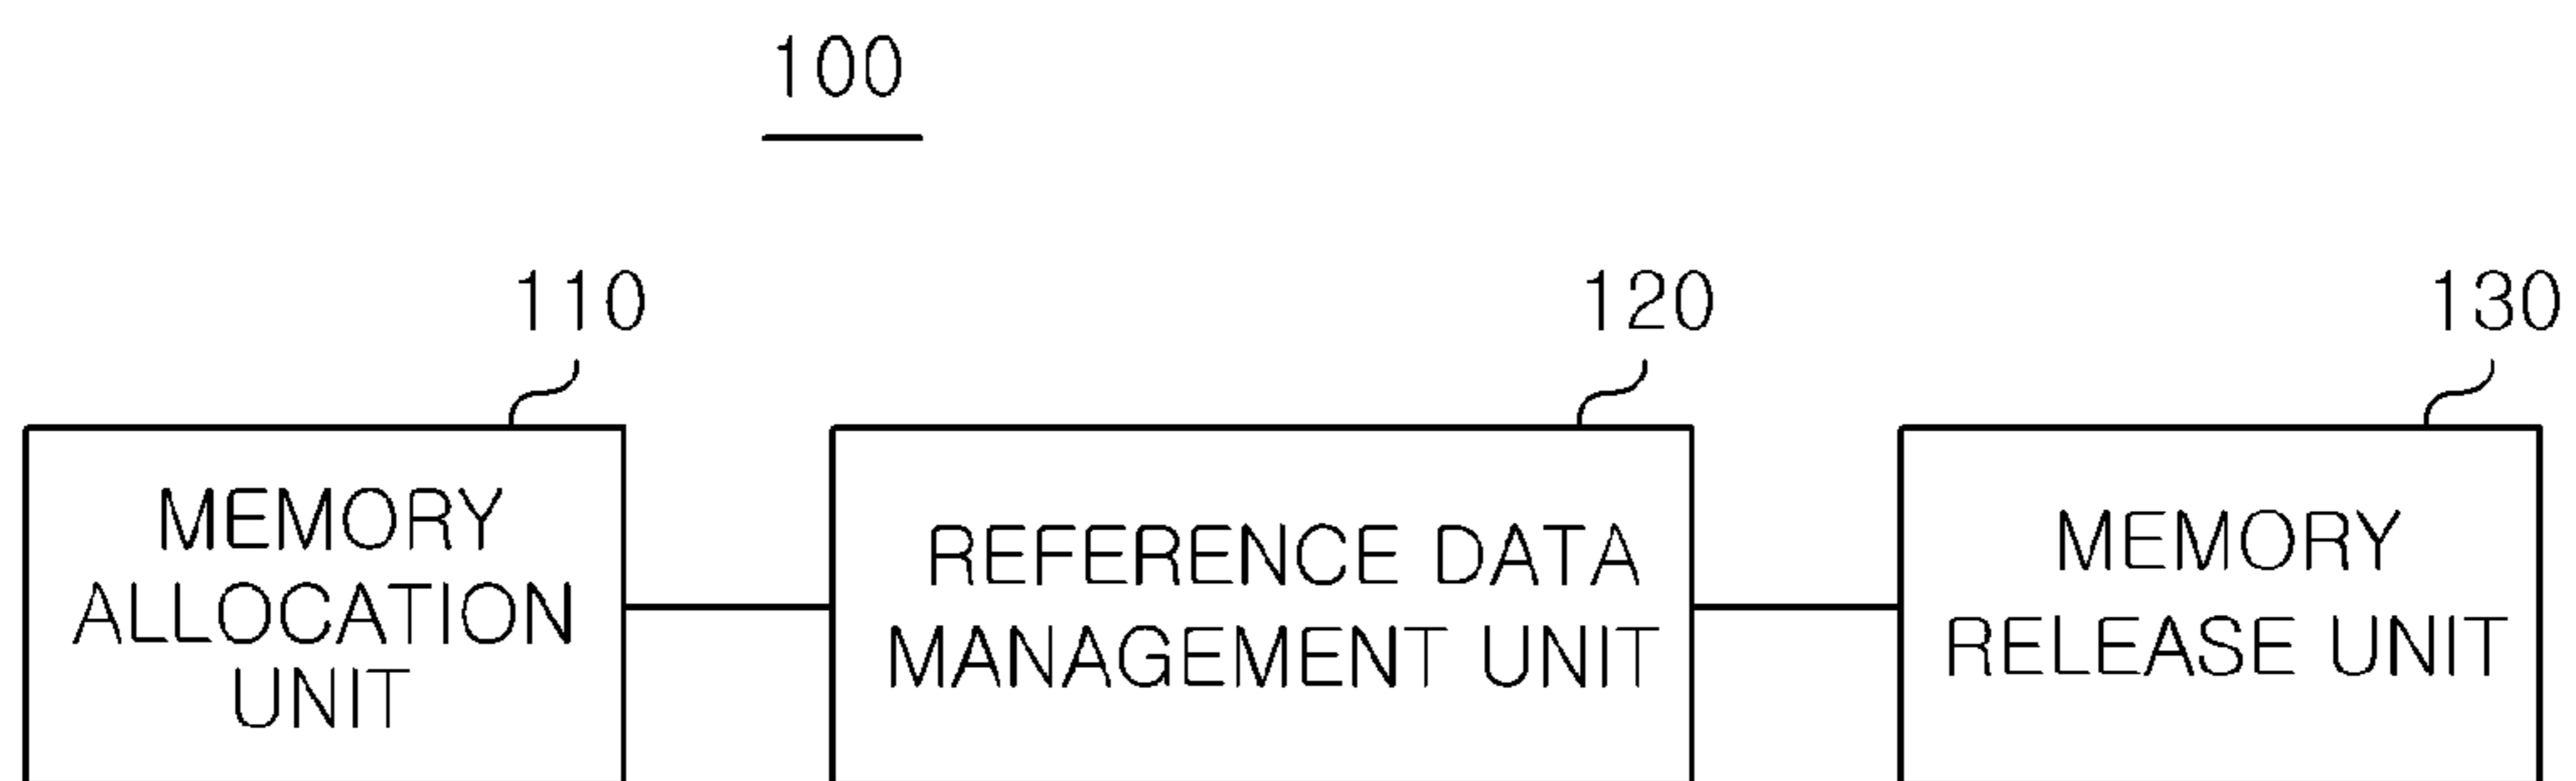 100
110
120
130
MEMORY
ALLOCATION
UNIT
REFERENCE DATA
MANAGEMENT UNIT
MEMORY
RELEASE UNIT